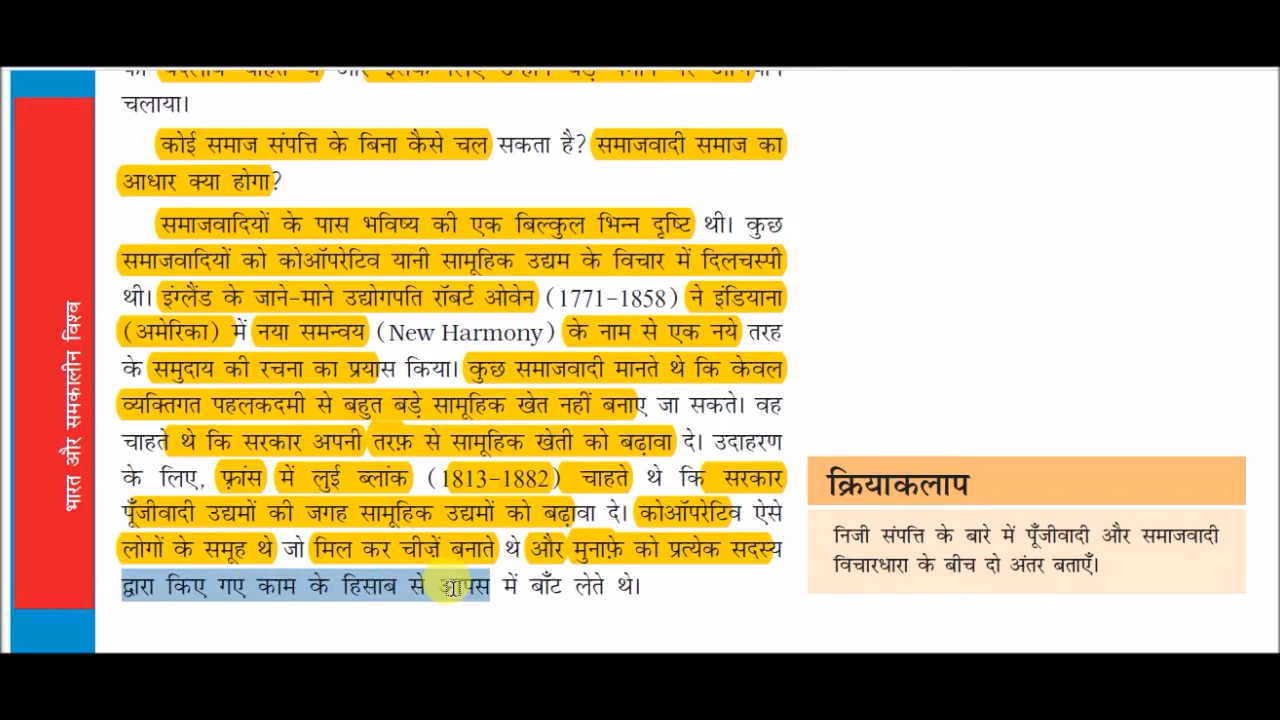 चलाया।
कोई समाज संपत्ति के बिना कैसे चल सकता है? समाजवादी समाज का
आधार क्या होगा?
समाजवादियों के पास भविष्य की एक बिल्कुल भिन्न दृष्टि थी। कुछ
समाजवादियों को कोऑपरेटिव यानी सामूहिक उद्यम के विचार में दिलचस्पी
थी। इंग्लैंड के जाने-माने उद्योगपति रॉबर्ट ओवेन (1771-1858) ने इंडियाना
(अमेरिका) में नया समन्वय (New Harmony) के नाम से एक नये तरह
के समुदाय की रचना का प्रयास किया। कुछ समाजवादी मानते थे कि केवल
व्यक्तिगत पहलकदमी से बहुत बड़े सामूहिक खेत नहीं बनाए जा सकते। वह
चाहते थे कि सरकार अपनी तरफ़ से सामूहिक खेती को बढ़ावा दे। उदाहरण
के लिए, फ़्रांस में लुई ब्लांक (1813-1882) चाहते थे कि सरकार
पूँजीवादी उद्यमों की जगह सामूहिक उद्यमों को बढ़ावा दे। कोऑपरेटिव ऐसे
लोगों के समूह थे जो मिल कर चीज़ें बनाते थे और मुनाफ़े को प्रत्येक सदस्य
द्वारा किए गए काम के हिसाब से आपस में बाँट लेते थे।
क्रियाकलाप
निजी संपत्ति के बारे में पूँजीवादी और समाजवादी
विचारधारा के बीच दो अंतर बताएँ।
भारत और समकालीन विश्व